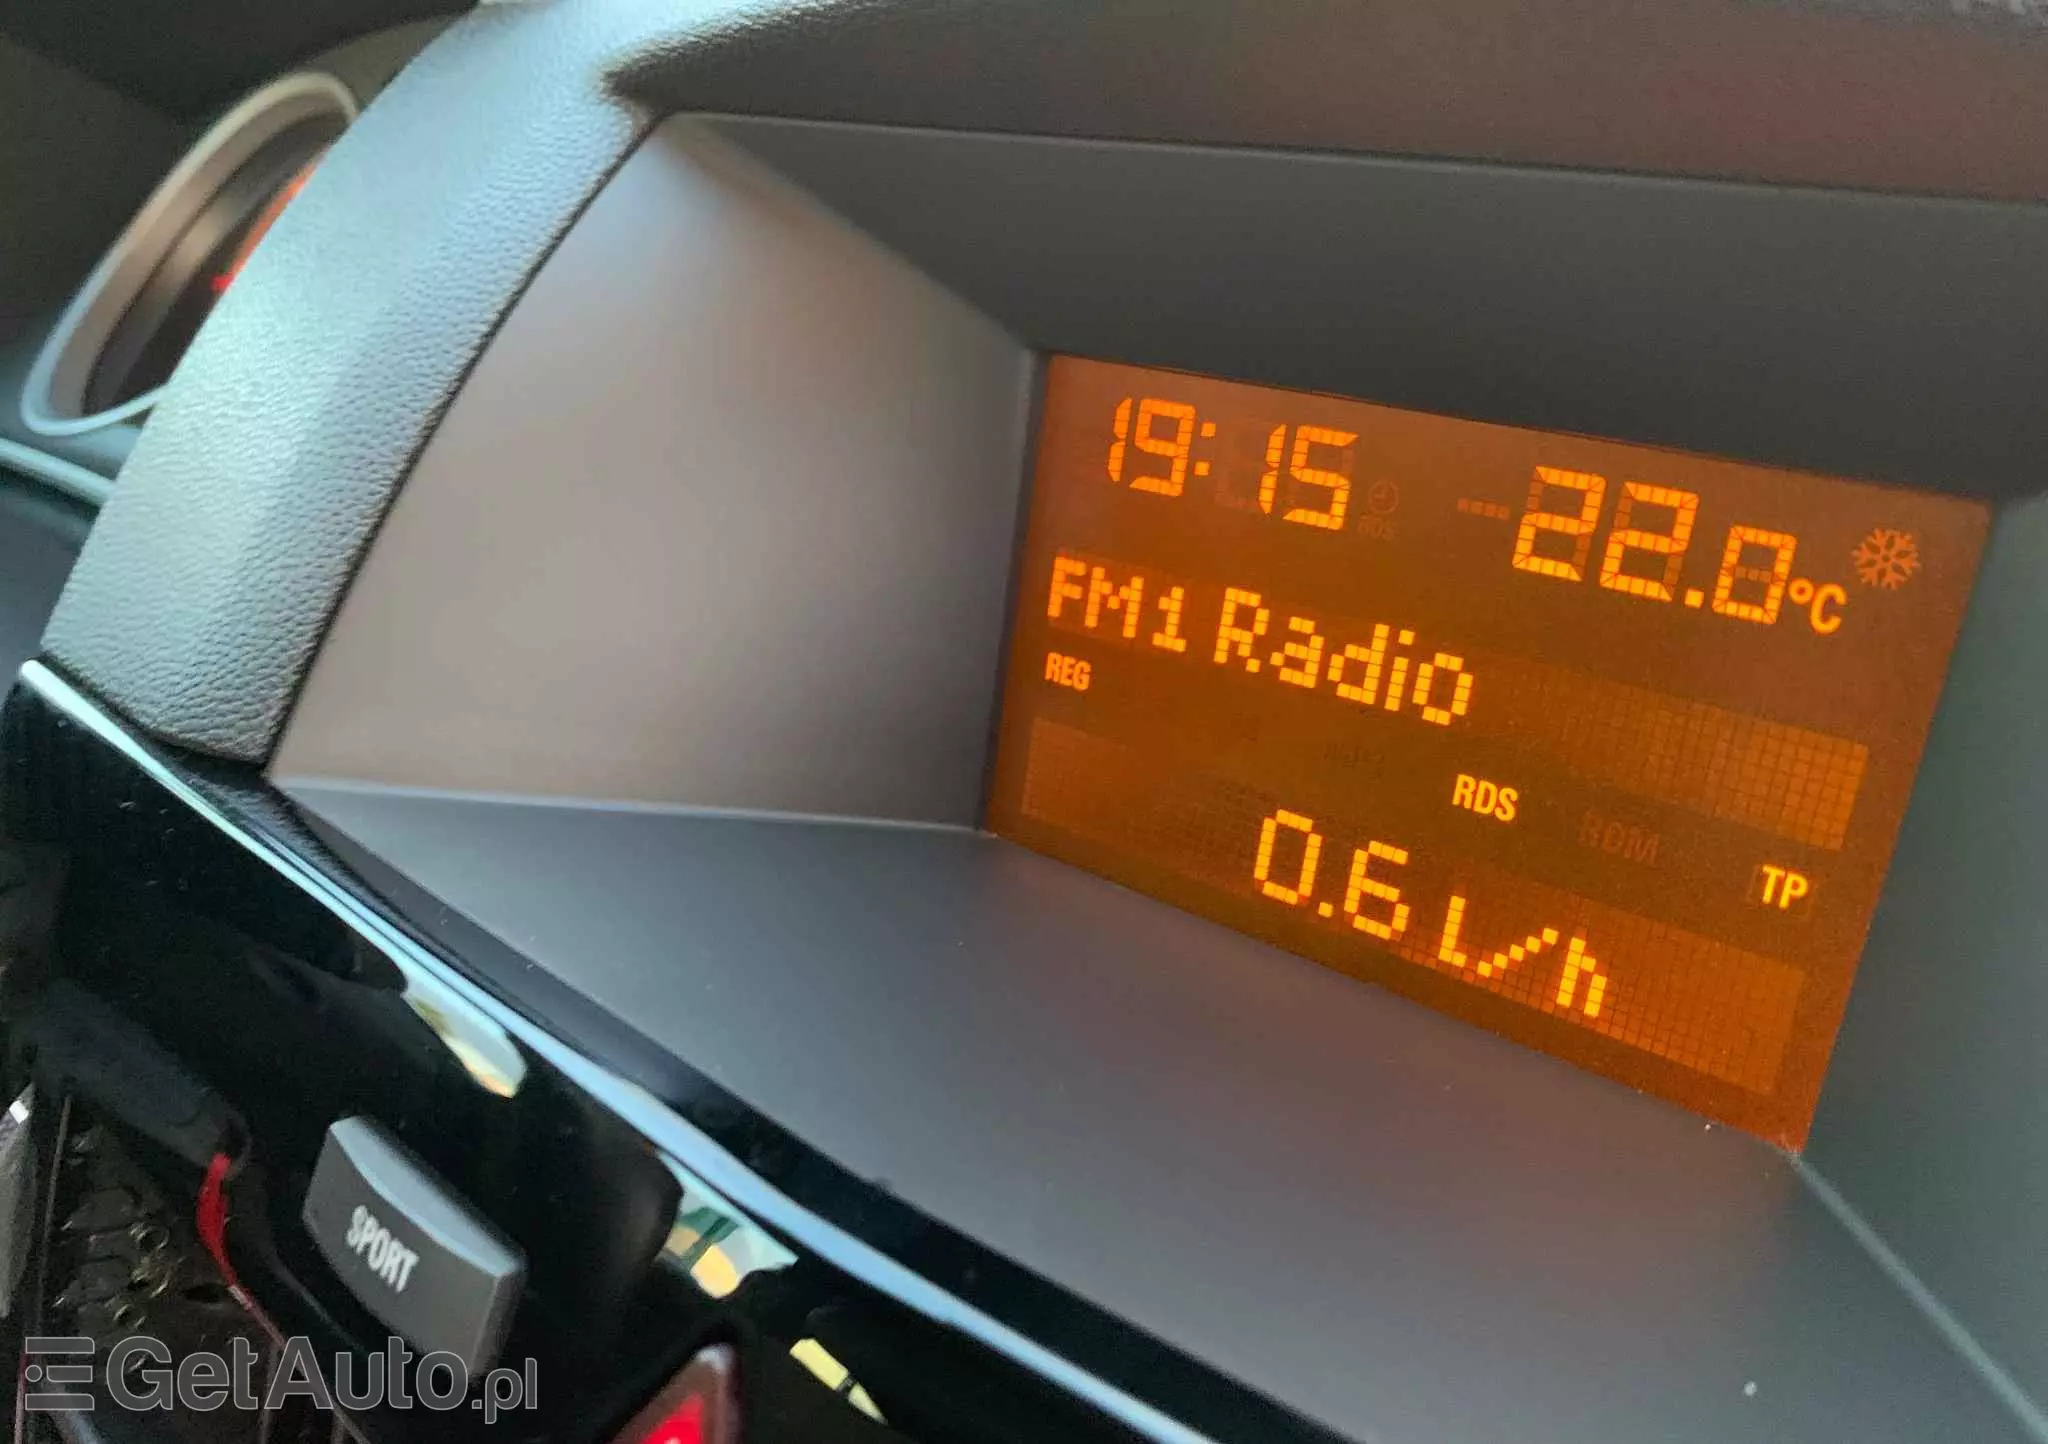 19:15 -22.0°C
FM1 Radio
REG
RDS
TP
0.6 L/h
SPORT
GetAuto.pl